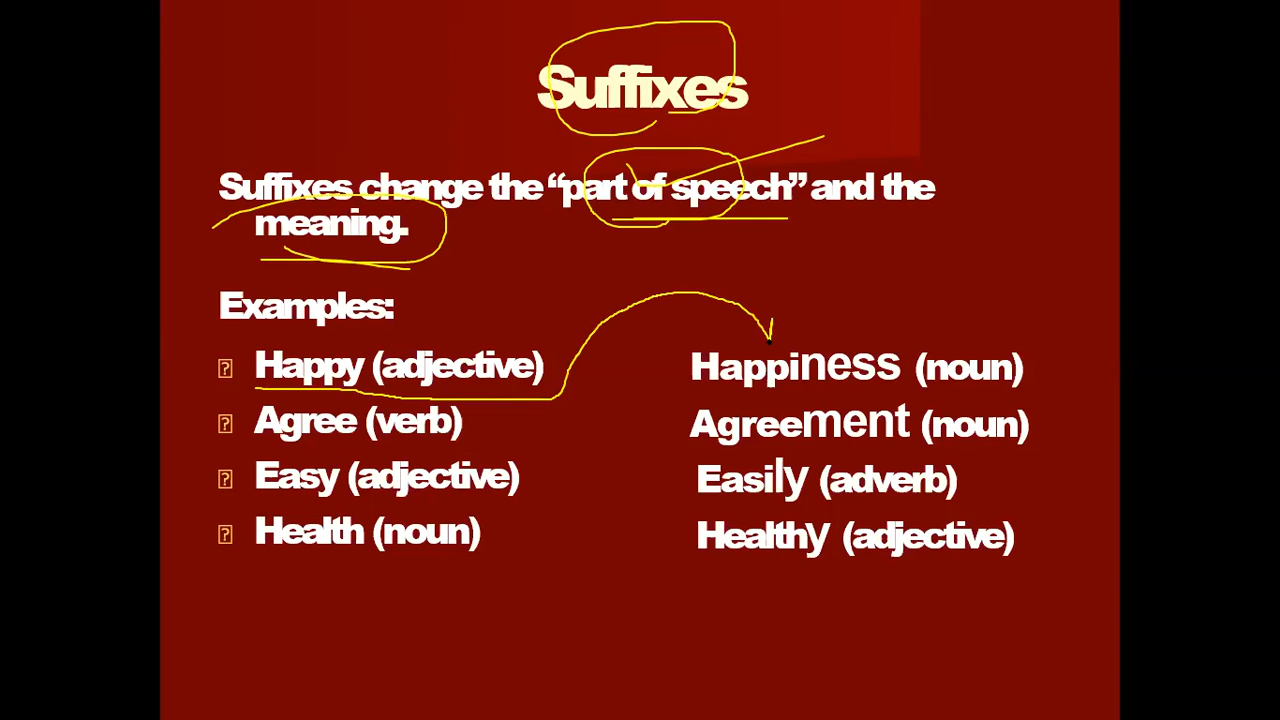 Suffixes
Suffixes change the “part of speech” and the
meaning.
Examples:
Happy (adjective) Happiness (noun)
Agree (verb) Agreement (noun)
Easy (adjective) Easily (adverb)
Health (noun) Healthy (adjective)